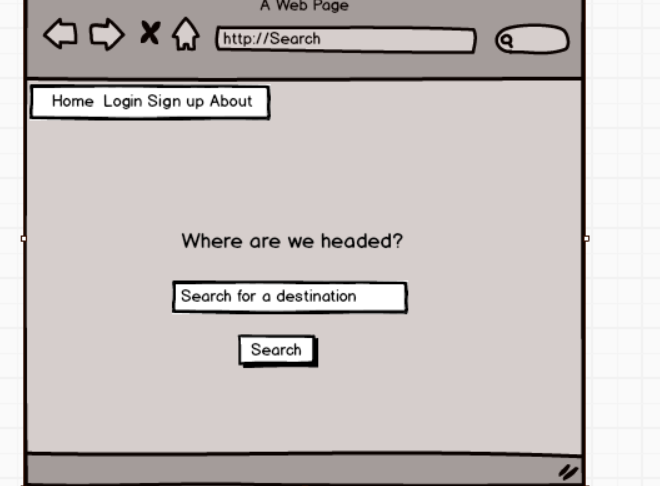 A Web Page
http://Search
Home Login Sign up About
Where are we headed?
Search for a destination
Search